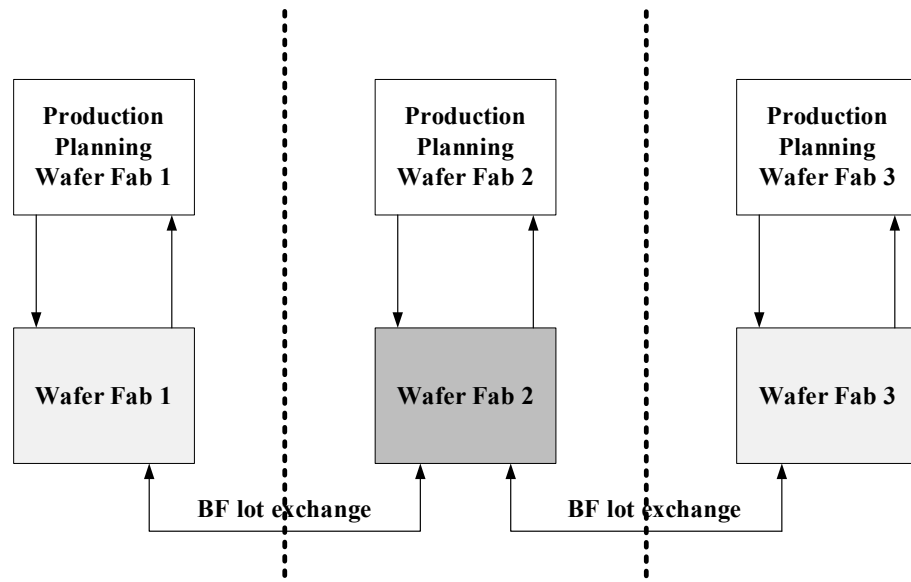 Production
Planning
Wafer Fab 1
Production
Planning
Wafer Fab 2
Production
Planning
Wafer Fab 3
Wafer Fab 1
Wafer Fab 2
Wafer Fab 3
BF lot exchange
BF lot exchange